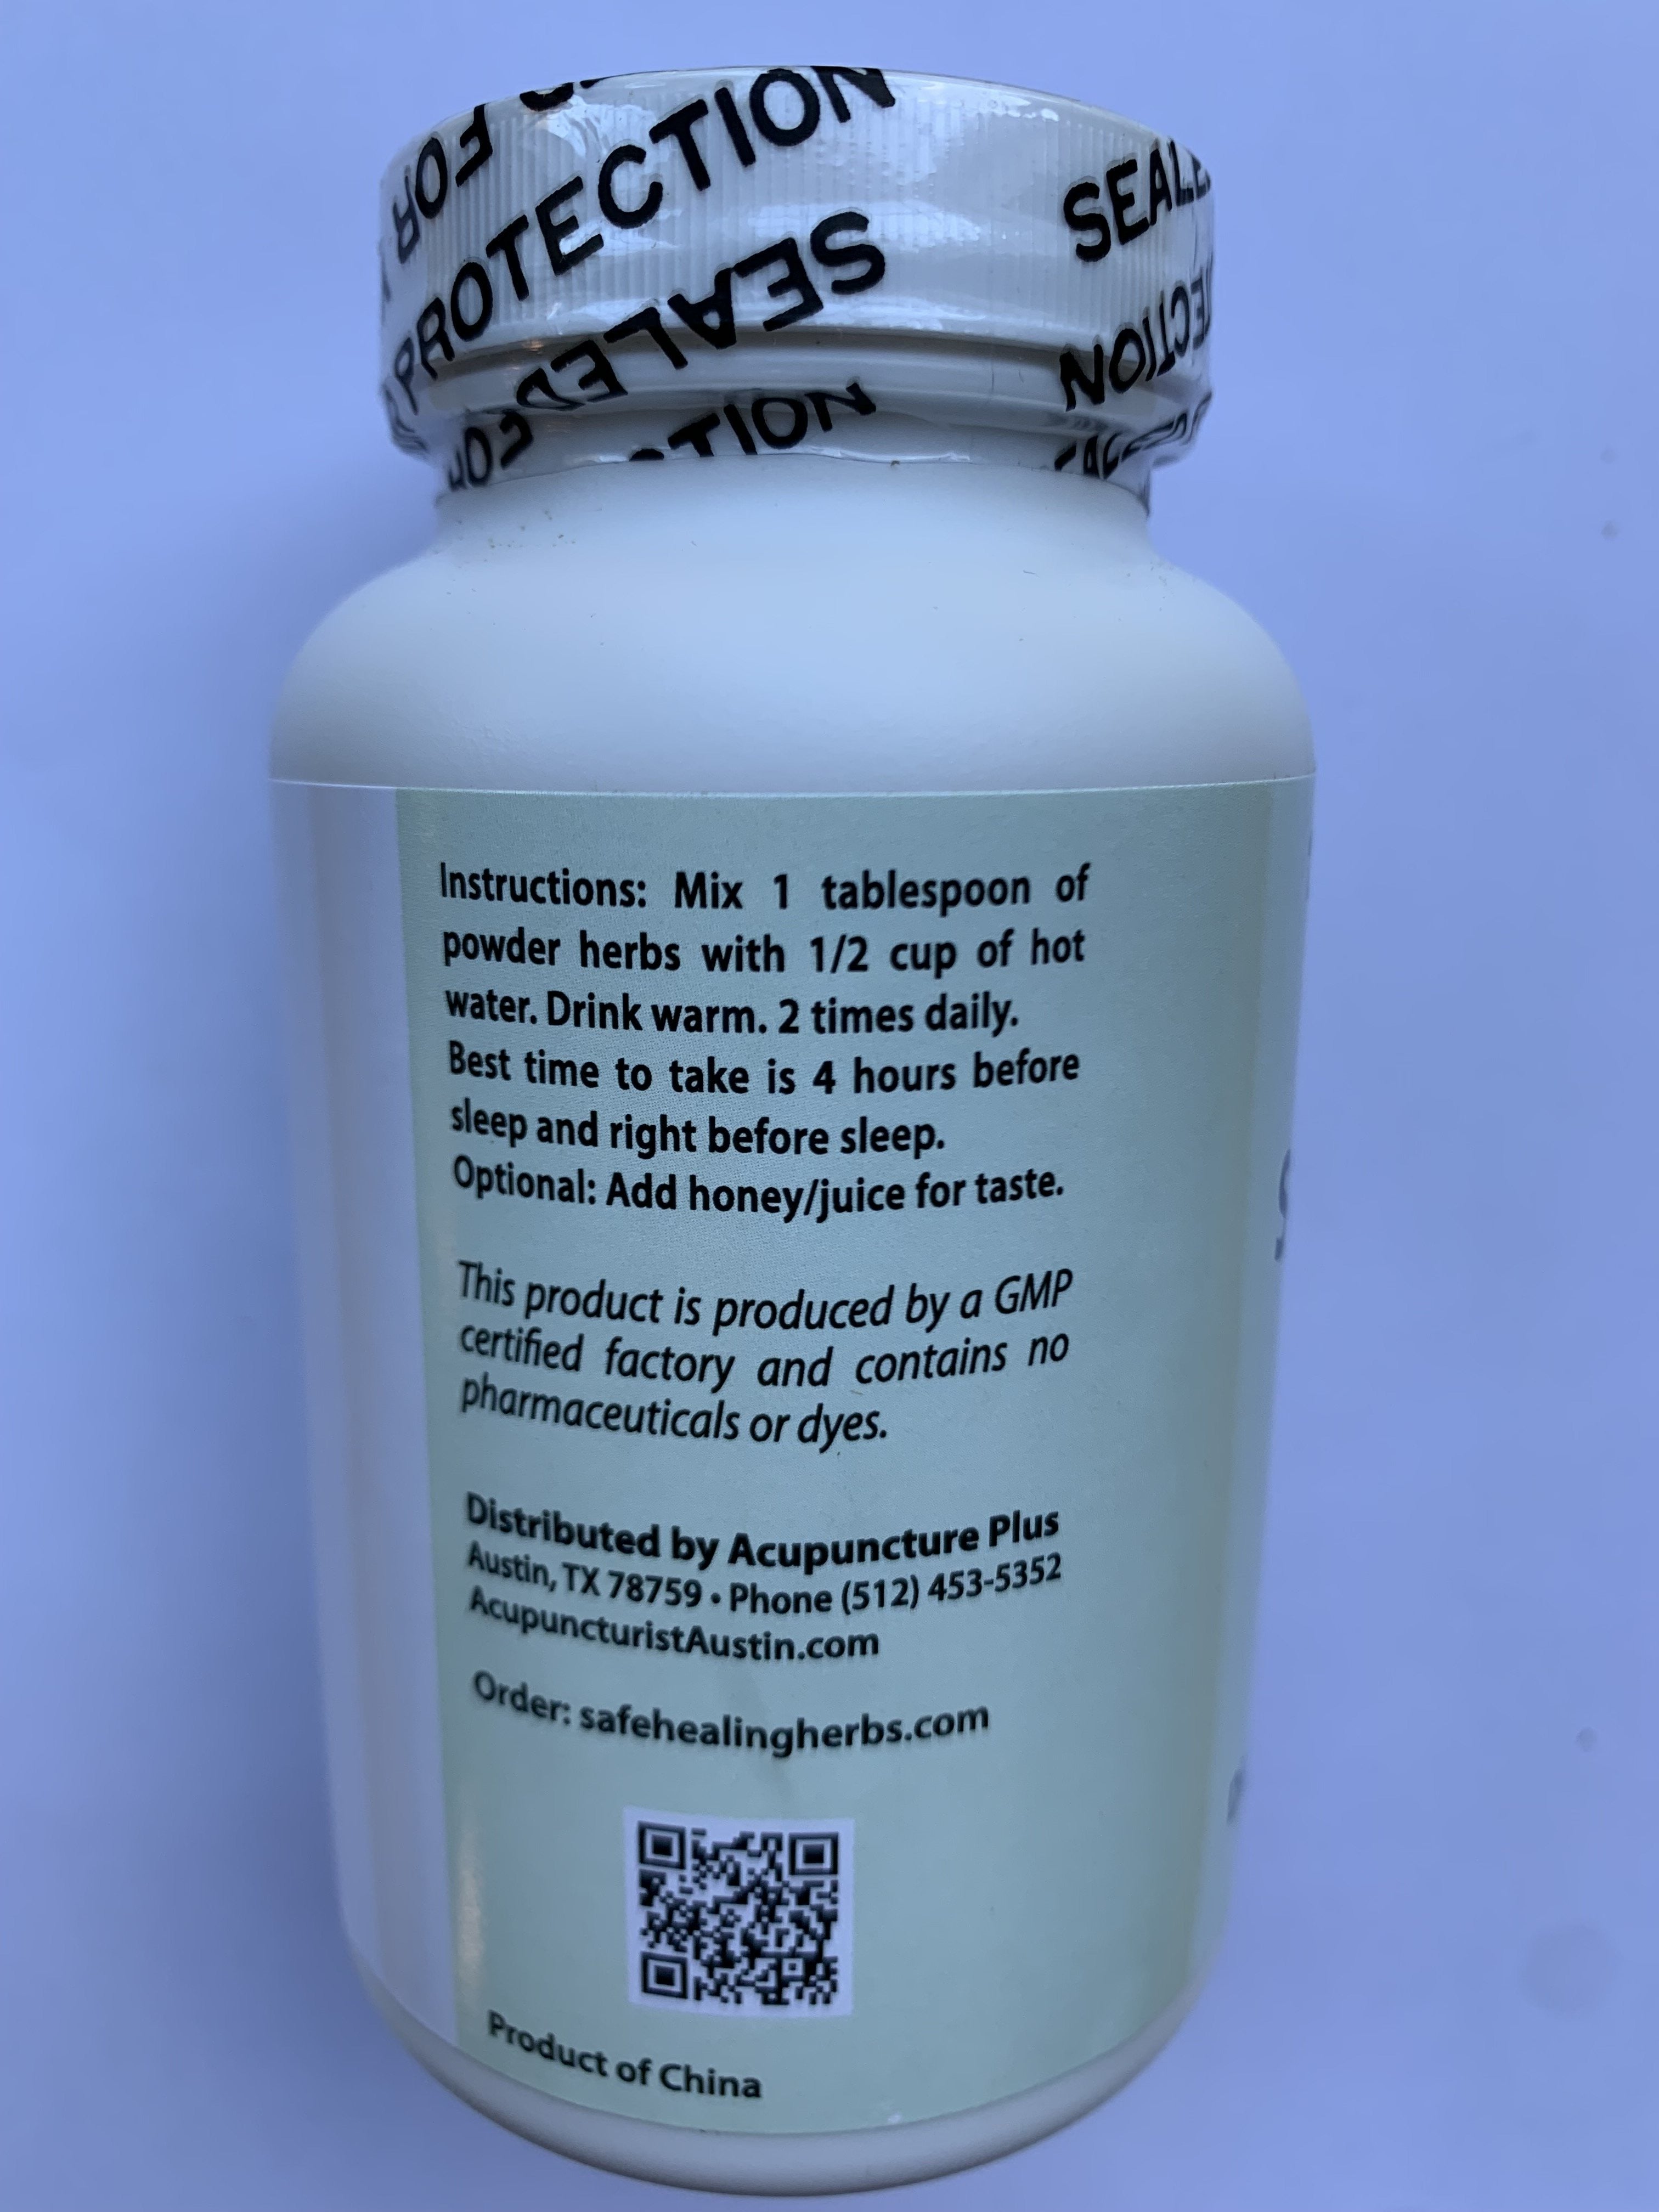 PROTECTION
SEALED
FOR
SEALED
PROTECTION
Instructions: Mix 1 tablespoon of
powder herbs with 1/2 cup of hot
water. Drink warm. 2 times daily.
Best time to take is 4 hours before
sleep and right before sleep.
Optional: Add honey/juice for taste.
This product is produced by a GMP
certified factory and contains no
pharmaceuticals or dyes.
Distributed by Acupuncture Plus
Austin, TX 78759 • Phone (512) 453-5352
AcupuncturistAustin.com
Order: safehealingherbs.com
Product of China